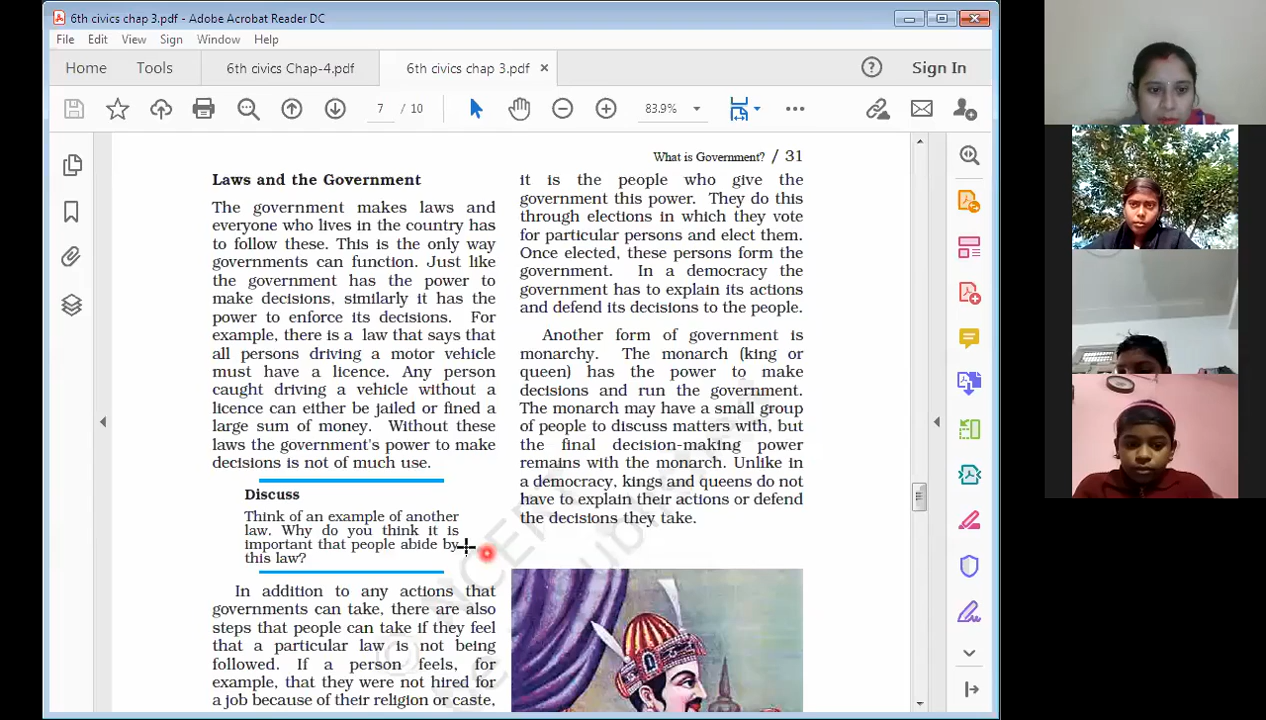 6th civics chap 3.pdf - Adobe Acrobat Reader DC
File Edit View Sign Window Help
Home Tools 6th civics Chap-4.pdf 6th civics chap 3.pdf × Sign In
7 / 10 83.9%
What is Government? / 31
Laws and the Government
The government makes laws and
everyone who lives in the country has
to follow these. This is the only way
governments can function. Just like
the government has the power to
make decisions, similarly it has the
power to enforce its decisions. For
example, there is a law that says that
all persons driving a motor vehicle
must have a licence. Any person
caught driving a vehicle without a
licence can either be jailed or fined a
large sum of money. Without these
laws the government's power to make
decisions is not of much use.
Discuss
Think of an example of another
law. Why do you think it is
important that people abide by
this law?
In addition to any actions that
governments can take, there are also
steps that people can take if they feel
that a particular law is not being
followed. If a person feels, for
example, that they were not hired for
a job because of their religion or caste,
it is the people who give the
government this power. They do this
through elections in which they vote
for particular persons and elect them.
Once elected, these persons form the
government. In a democracy the
government has to explain its actions
and defend its decisions to the people.
Another form of government is
monarchy. The monarch (king or
queen) has the power to make
decisions and run the government.
The monarch may have a small group
of people to discuss matters with, but
the final decision-making power
remains with the monarch. Unlike in
a democracy, kings and queens do not
have to explain their actions or defend
the decisions they take.